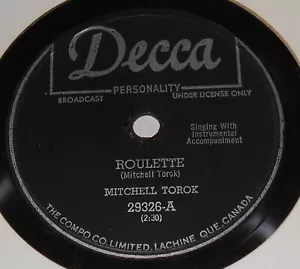 Decca
PERSONALITY
BROADCAST
UNDER LICENSE ONLY
Singing With
Instrumental
Accompaniment
ROULETTE
(Mitchell Torok)
MITCHELL TOROK
29326-A
(2:30)
THE COMPO CO. LIMITED, LACHINE QUE. CANADA